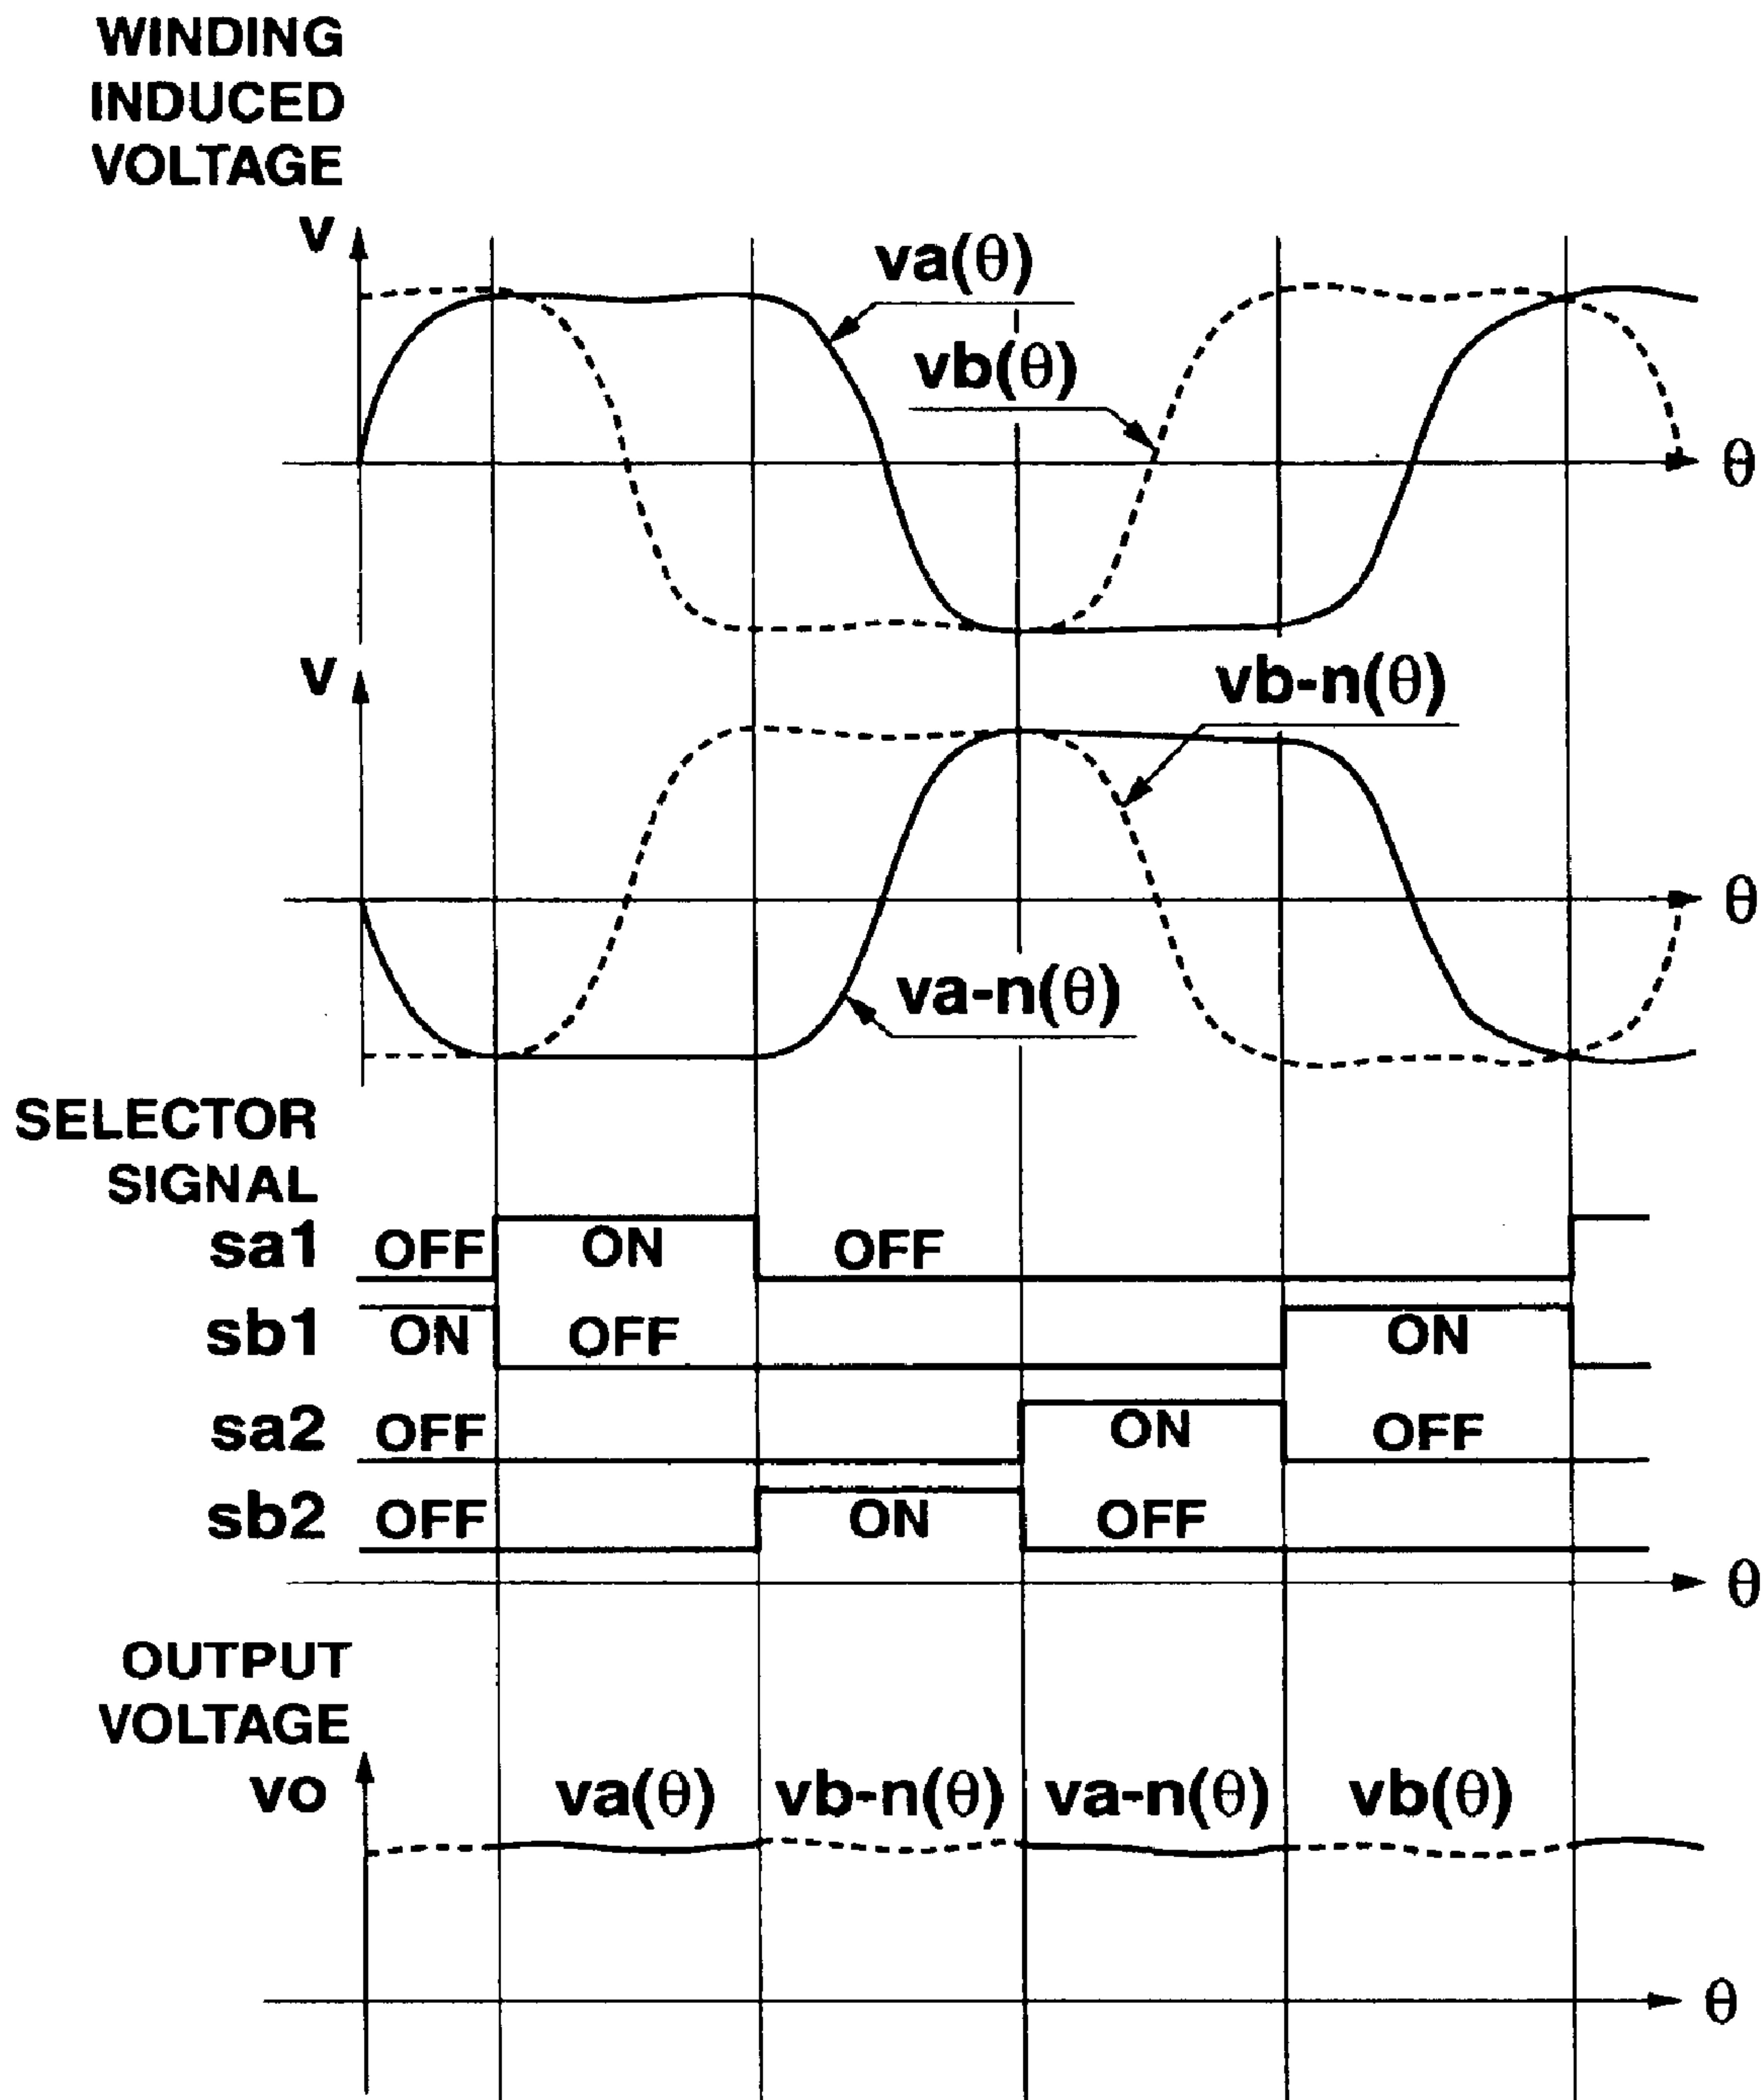 WINDING
INDUCED
VOLTAGE
v
va(θ)
vb(θ)
θ
v
vb-n(θ)
θ
va-n(θ)
SELECTOR
SIGNAL
sa1 OFF ON OFF
sb1 ON OFF ON
sa2 OFF ON OFF
sb2 OFF ON OFF
θ
OUTPUT
VOLTAGE
vo va(θ) vb-n(θ) va-n(θ) vb(θ)
θ